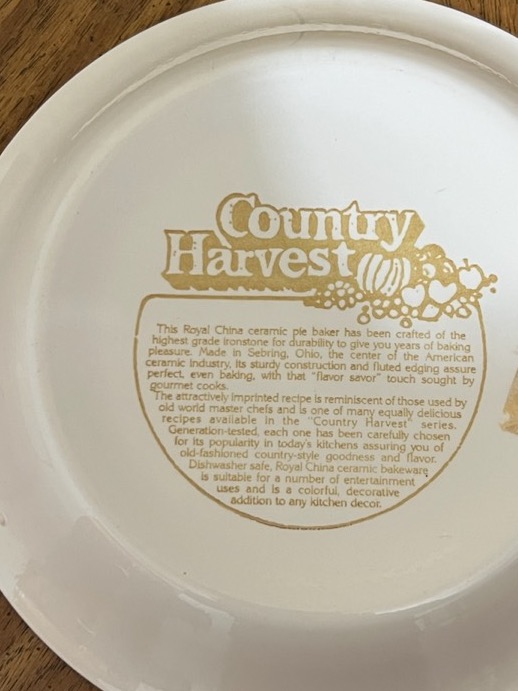 Country
Harvest
This Royal China ceramic pie baker has been crafted of the
highest grade ironstone for durability to give you years of baking
pleasure. Made in Sebring, Ohio, the center of the American
ceramic industry, its sturdy construction and fluted edging assure
perfect, even baking, with that "flavor savor" touch sought by
gourmet cooks.
The attractively imprinted recipe is reminiscent of those used by
old world master chefs and is one of many equally delicious
recipes available in the "Country Harvest" series.
Generation-tested, each one has been carefully chosen
for its popularity in today's kitchens assuring you of
old-fashioned country-style goodness and flavor.
Dishwasher safe, Royal China ceramic bakeware
is suitable for a number of entertainment
uses and is a colorful, decorative
addition to any kitchen decor.